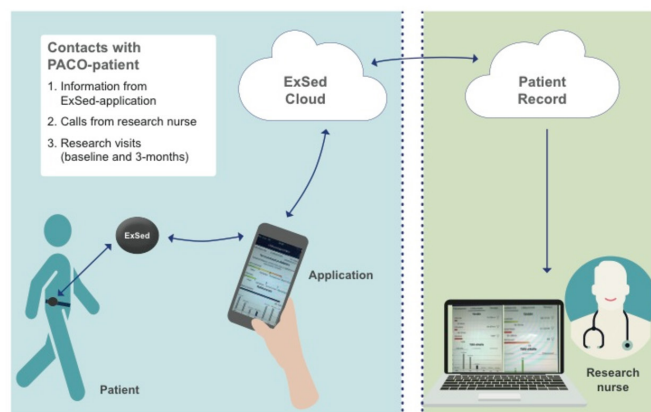 Contacts with
PACO-patient
1. Information from
ExSed-application
2. Calls from research nurse
3. Research visits
(baseline and 3-months)
ExSed
Cloud
Patient
Record
ExSed
Application
Patient
Research
nurse